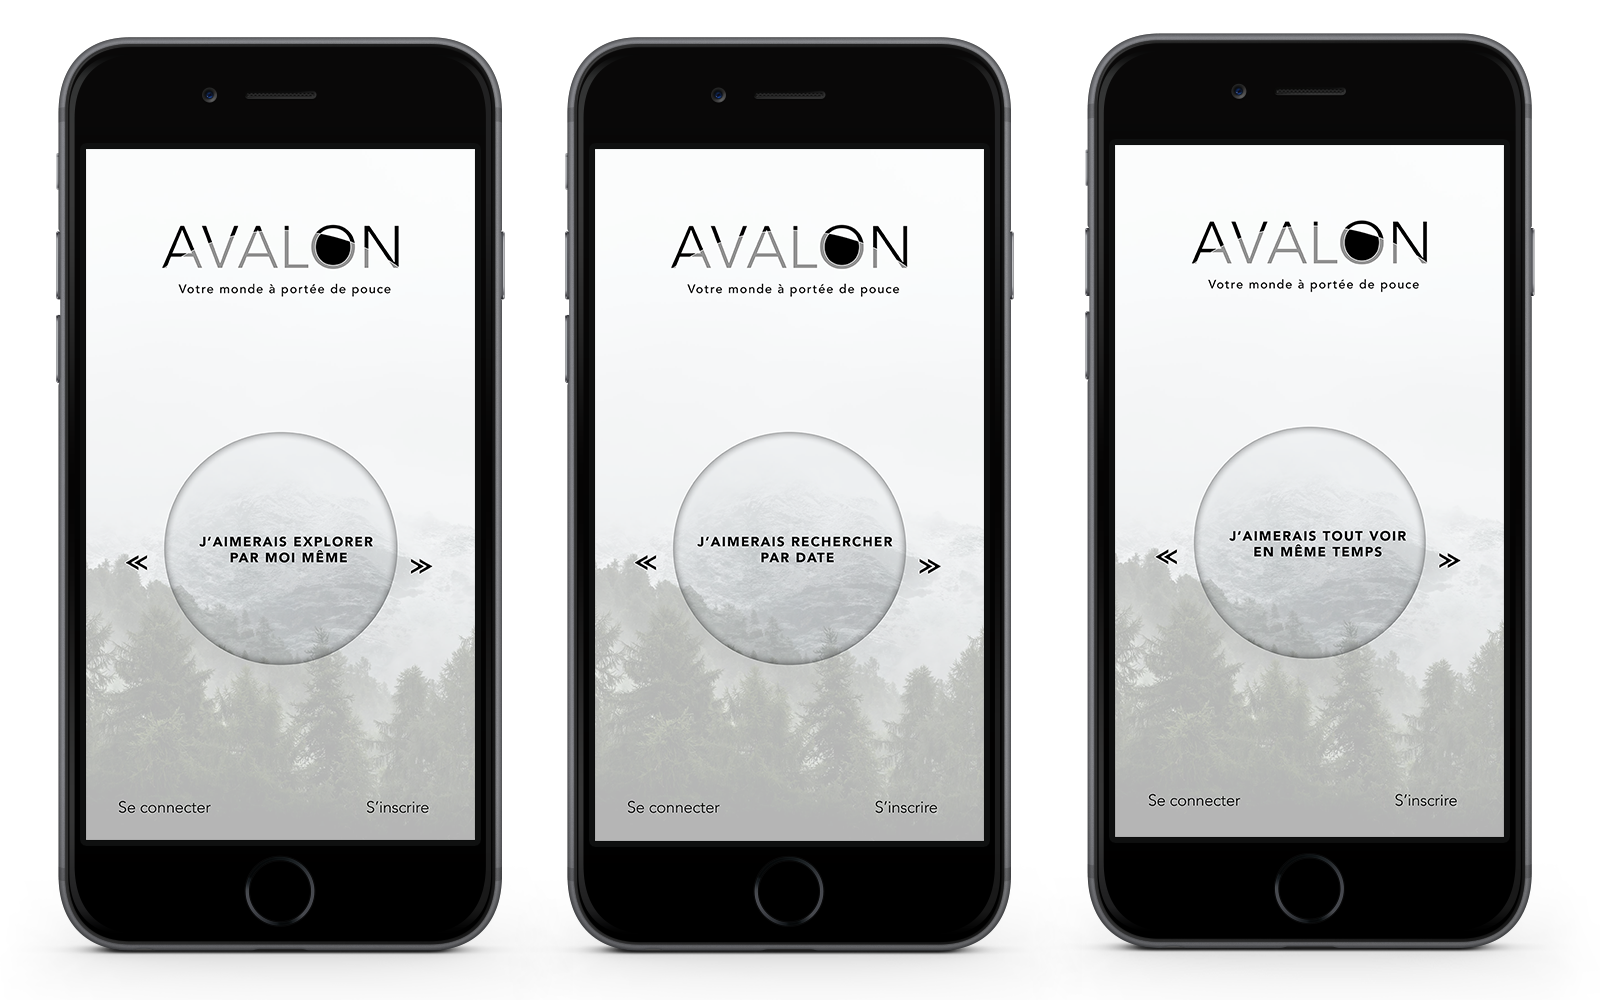 AVALON
Votre monde à portée de pouce
J'AIMERAIS EXPLORER
PAR MOI MÊME
« »
Se connecter S'inscrire
AVALON
Votre monde à portée de pouce
J'AIMERAIS RECHERCHER
PAR DATE
« »
Se connecter S'inscrire
AVALON
Votre monde à portée de pouce
J'AIMERAIS TOUT VOIR
EN MÊME TEMPS
« »
Se connecter S'inscrire